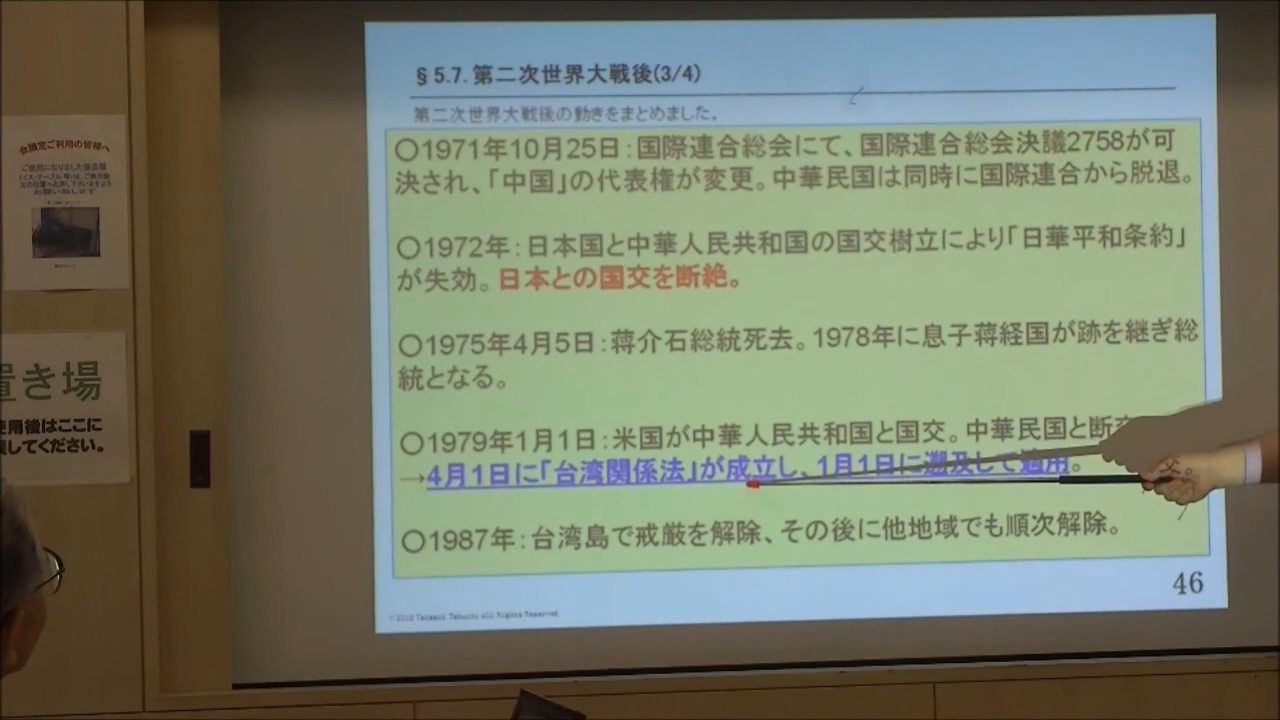 §5.7. 第二次世界大戦後(3/4)
第二次世界大戦後の動きをまとめました。
○1971年10月25日：国際連合総会にて、国際連合総会決議2758が可
決され、「中国」の代表権が変更。中華民国は同時に国際連合から脱退。
○1972年：日本国と中華人民共和国の国交樹立により「日華平和条約」
が失効。日本との国交を断絶。
○1975年4月5日：蒋介石総統死去。1978年に息子蒋経国が跡を継ぎ総
統となる。
○1979年1月1日：米国が中華人民共和国と国交。中華民国と断交
→4月1日に「台湾関係法」が成立し、1月1日に遡及して適用。
○1987年：台湾島で戒厳を解除、その後に他地域でも順次解除。
46
会議室ご利用の皆様へ
置き場
使用後はここに
してください。